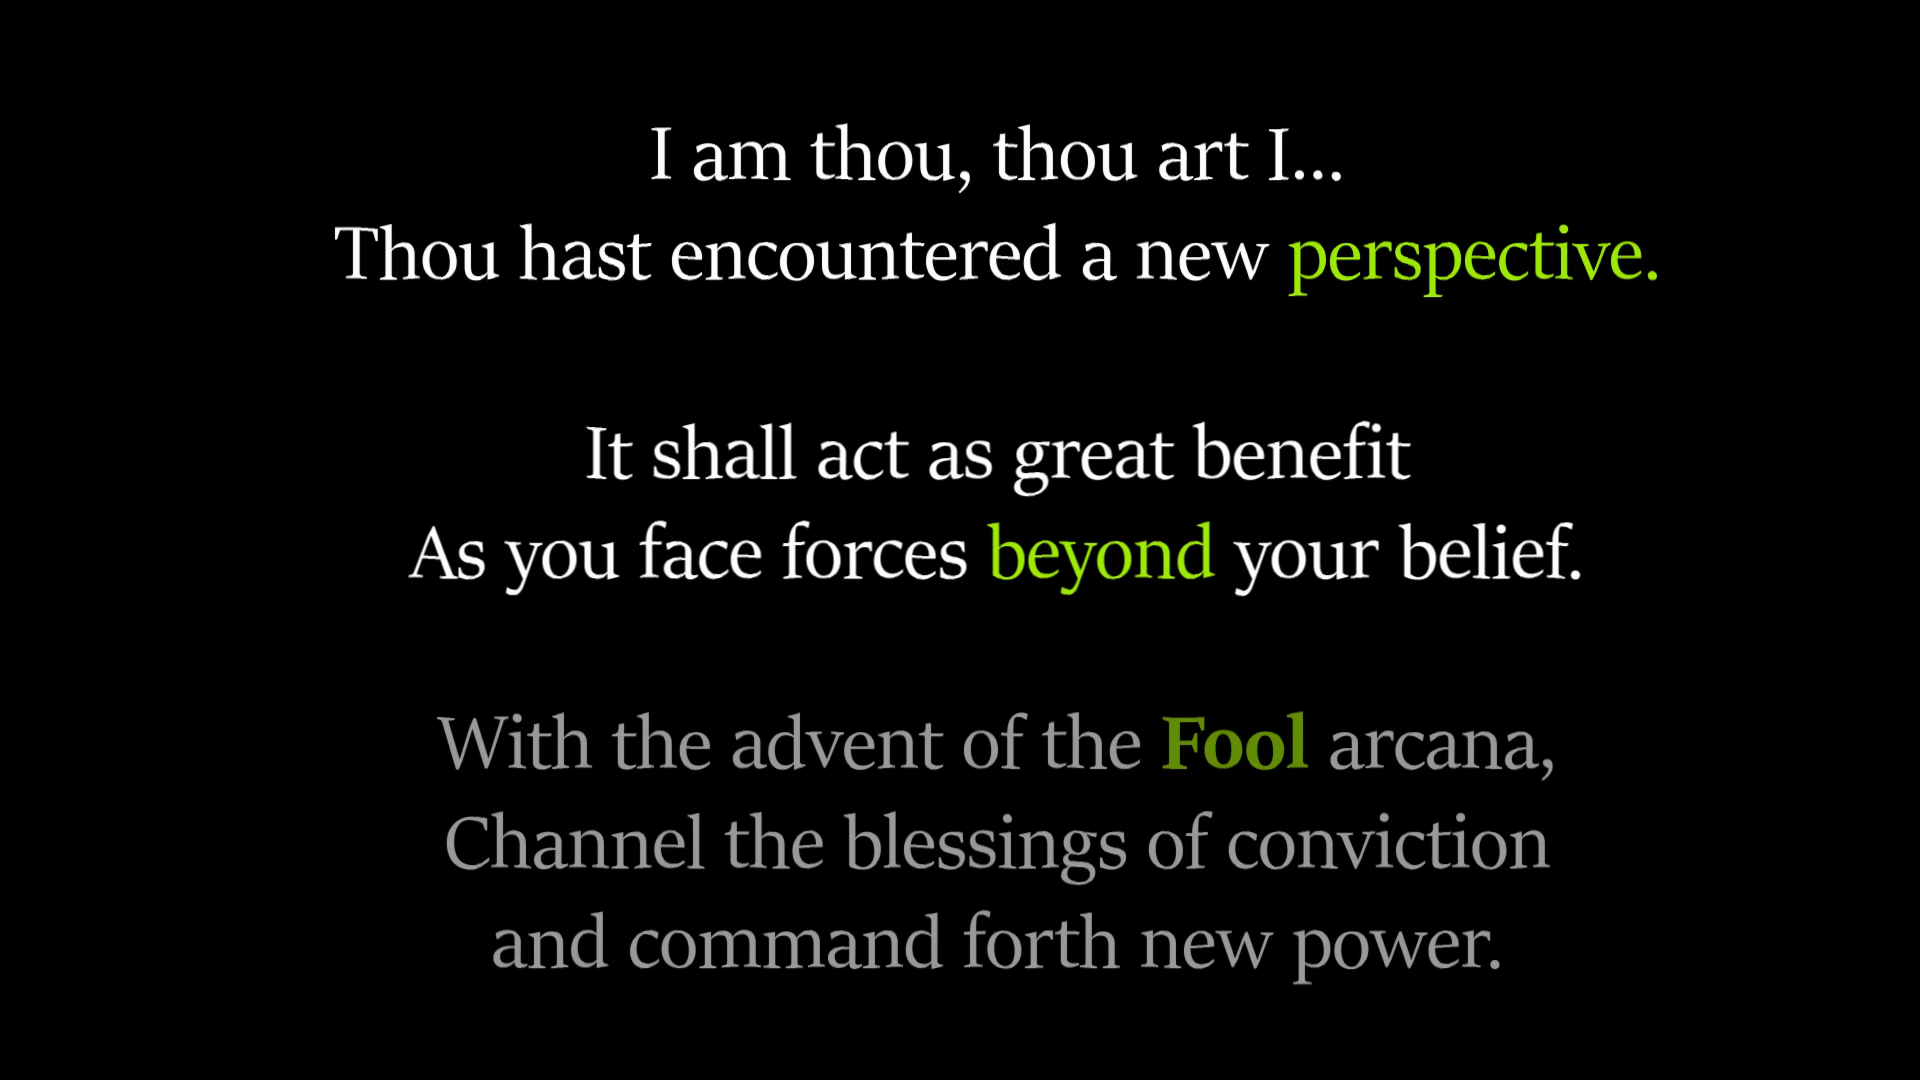 I am thou, thou art I...
Thou hast encountered a new perspective.
It shall act as great benefit
As you face forces beyond your belief.
With the advent of the Fool arcana,
Channel the blessings of conviction
and command forth new power.